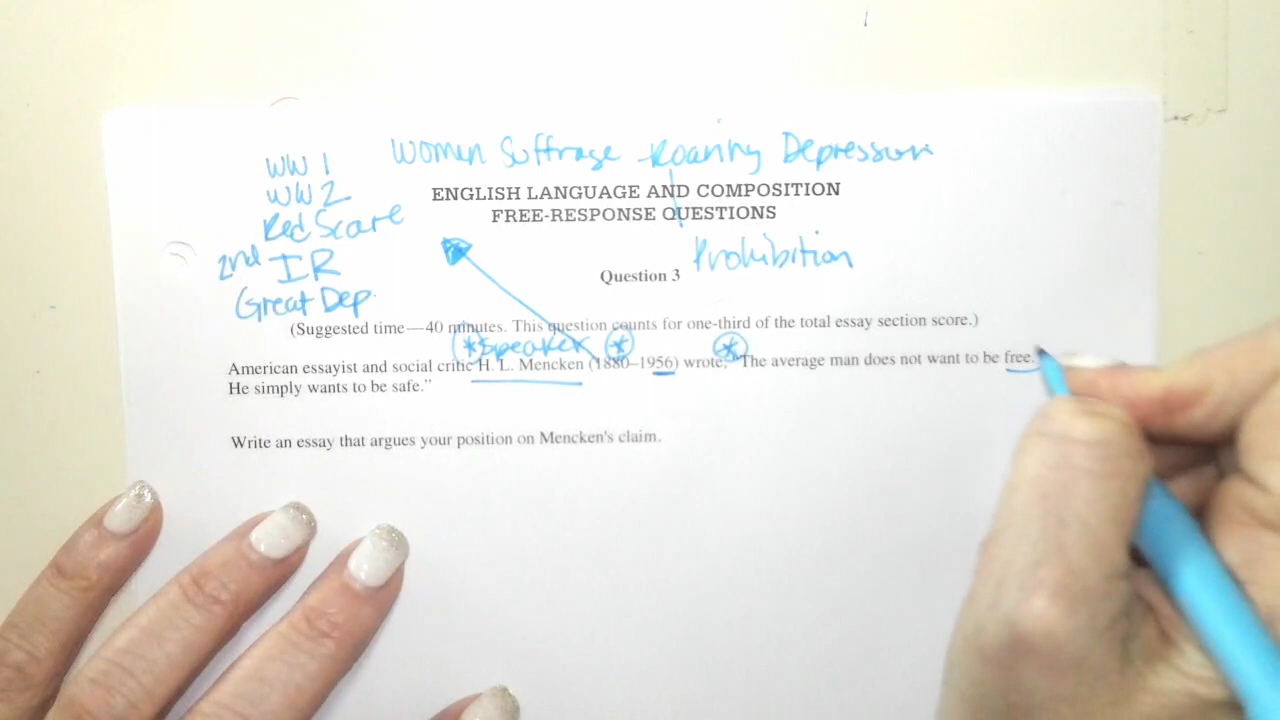 Women Suffrage Roaring Depression
WW 1
WW 2
Red Scare
2nd IR
Great Dep.
ENGLISH LANGUAGE AND COMPOSITION
FREE-RESPONSE QUESTIONS
Prohibition
Question 3
(Suggested time—40 minutes. This question counts for one-third of the total essay section score.)
*Speaker * *
American essayist and social critic H. L. Mencken (1880–1956) wrote, "The average man does not want to be free.
He simply wants to be safe."
Write an essay that argues your position on Mencken's claim.